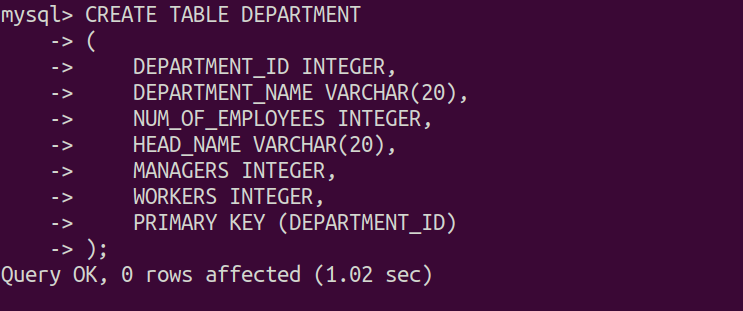 mysql> CREATE TABLE DEPARTMENT
    -> (
    ->     DEPARTMENT_ID INTEGER,
    ->     DEPARTMENT_NAME VARCHAR(20),
    ->     NUM_OF_EMPLOYEES INTEGER,
    ->     HEAD_NAME VARCHAR(20),
    ->     MANAGERS INTEGER,
    ->     WORKERS INTEGER,
    ->     PRIMARY KEY (DEPARTMENT_ID)
    -> );
Query OK, 0 rows affected (1.02 sec)